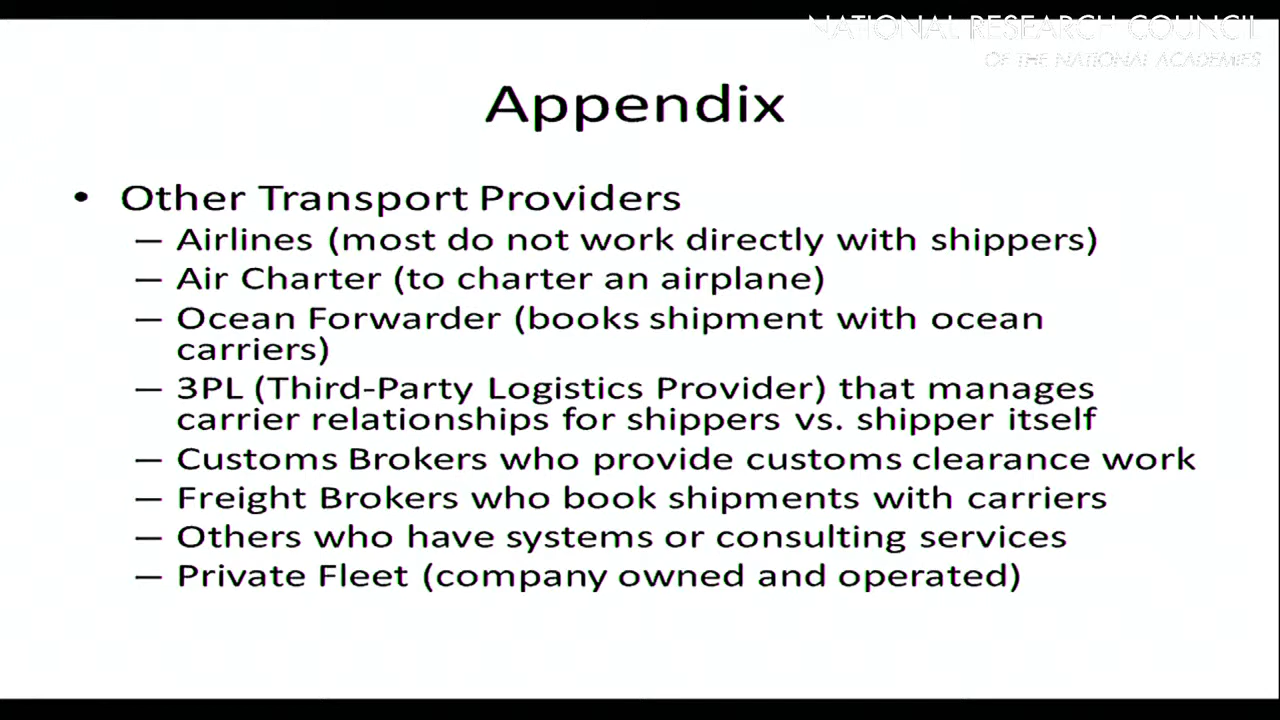 NATIONAL RESEARCH COUNCIL
OF THE NATIONAL ACADEMIES
Appendix
• Other Transport Providers
– Airlines (most do not work directly with shippers)
– Air Charter (to charter an airplane)
– Ocean Forwarder (books shipment with ocean
carriers)
– 3PL (Third-Party Logistics Provider) that manages
carrier relationships for shippers vs. shipper itself
– Customs Brokers who provide customs clearance work
– Freight Brokers who book shipments with carriers
– Others who have systems or consulting services
– Private Fleet (company owned and operated)